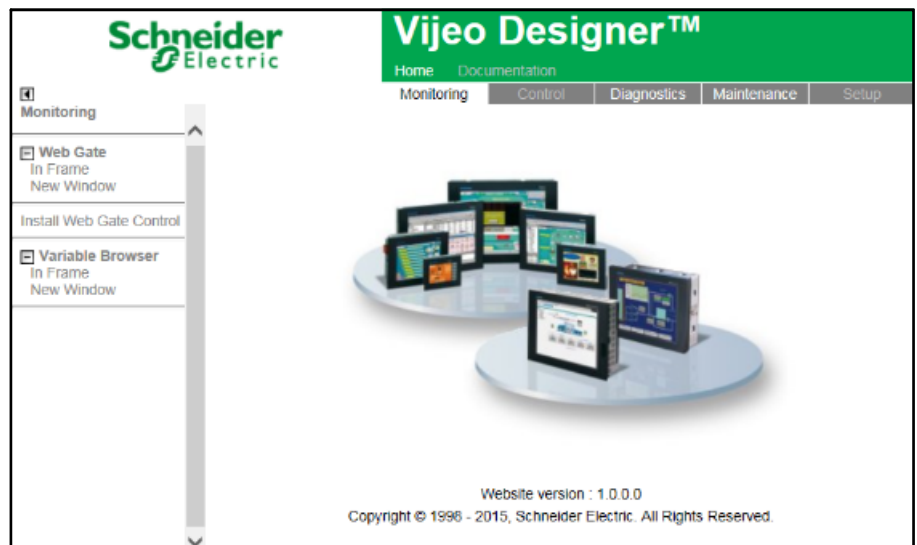 Schneider
Electric
Vijeo Designer™
Home Documentation
Monitoring Control Diagnostics Maintenance Setup
Monitoring
Web Gate
In Frame
New Window
Install Web Gate Control
Variable Browser
In Frame
New Window
Website version : 1.0.0.0
Copyright © 1998 - 2015, Schneider Electric. All Rights Reserved.